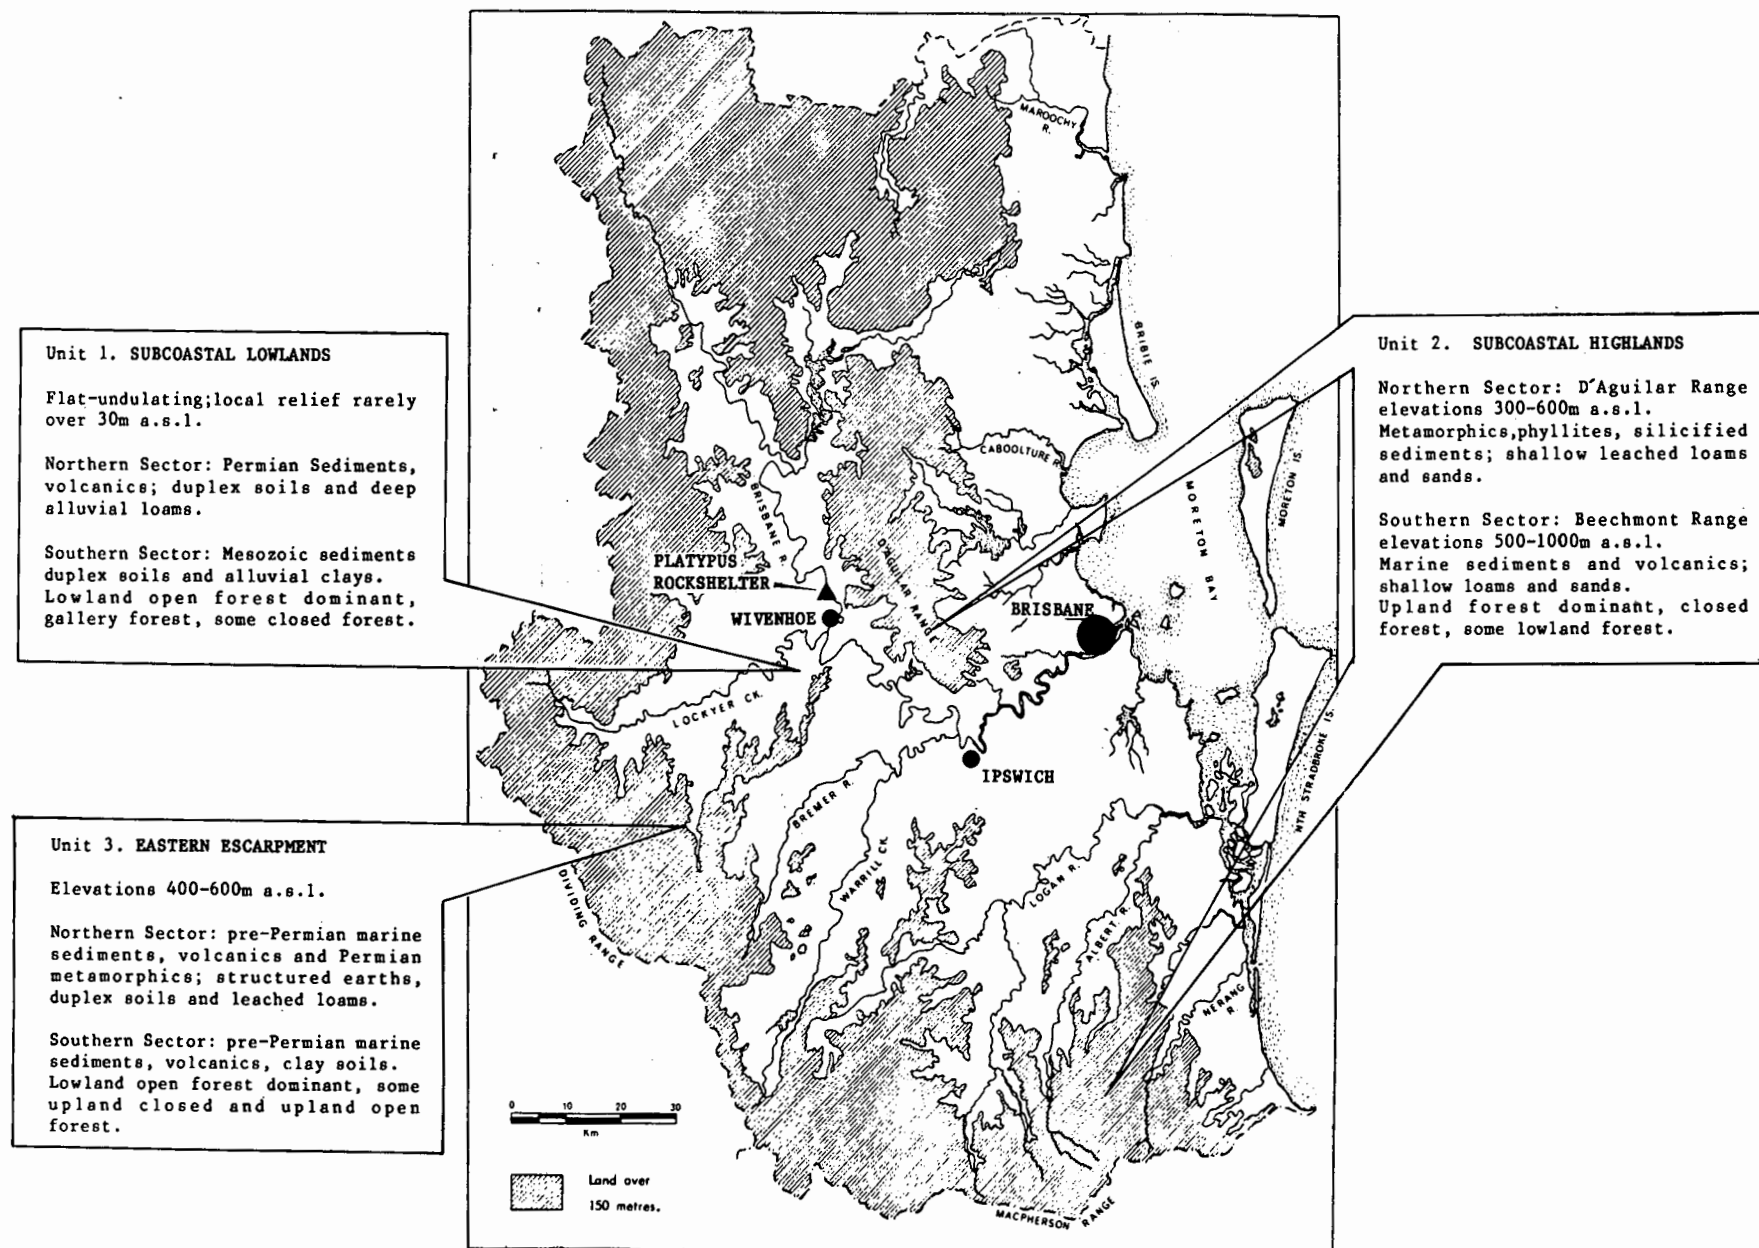 Unit 1. SUBCOASTAL LOWLANDS
Flat-undulating;local relief rarely
over 30m a.s.l.
Northern Sector: Permian Sediments,
volcanics; duplex soils and deep
alluvial loams.
Southern Sector: Mesozoic sediments
duplex soils and alluvial clays.
Lowland open forest dominant,
gallery forest, some closed forest.
Unit 3. EASTERN ESCARPMENT
Elevations 400-600m a.s.l.
Northern Sector: pre-Permian marine
sediments, volcanics and Permian
metamorphics; structured earths,
duplex soils and leached loams.
Southern Sector: pre-Permian marine
sediments, volcanics, clay soils.
Lowland open forest dominant, some
upland closed and upland open
forest.
Unit 2. SUBCOASTAL HIGHLANDS
Northern Sector: D'Aguilar Range
elevations 300-600m a.s.l.
Metamorphics,phyllites, silicified
sediments; shallow leached loams
and sands.
Southern Sector: Beechmont Range
elevations 500-1000m a.s.l.
Marine sediments and volcanics;
shallow loams and sands.
Upland forest dominant, closed
forest, some lowland forest.
MAROOCHY
R.
BRIBIE IS.
CABOOLTURE R.
MORETON BAY
MORETON IS.
BRISBANE R.
D'AGUILAR RANGE
PLATYPUS
ROCKSHELTER
WIVENHOE
BRISBANE
LOCKYER CK.
IPSWICH
NTH STRADBROKE IS.
BREMER R.
WARRILL CK.
LOGAN R.
ALBERT R.
NERANG
R.
DIVIDING RANGE
MACPHERSON RANGE
0 10 20 30
Km
Land over
150 metres.